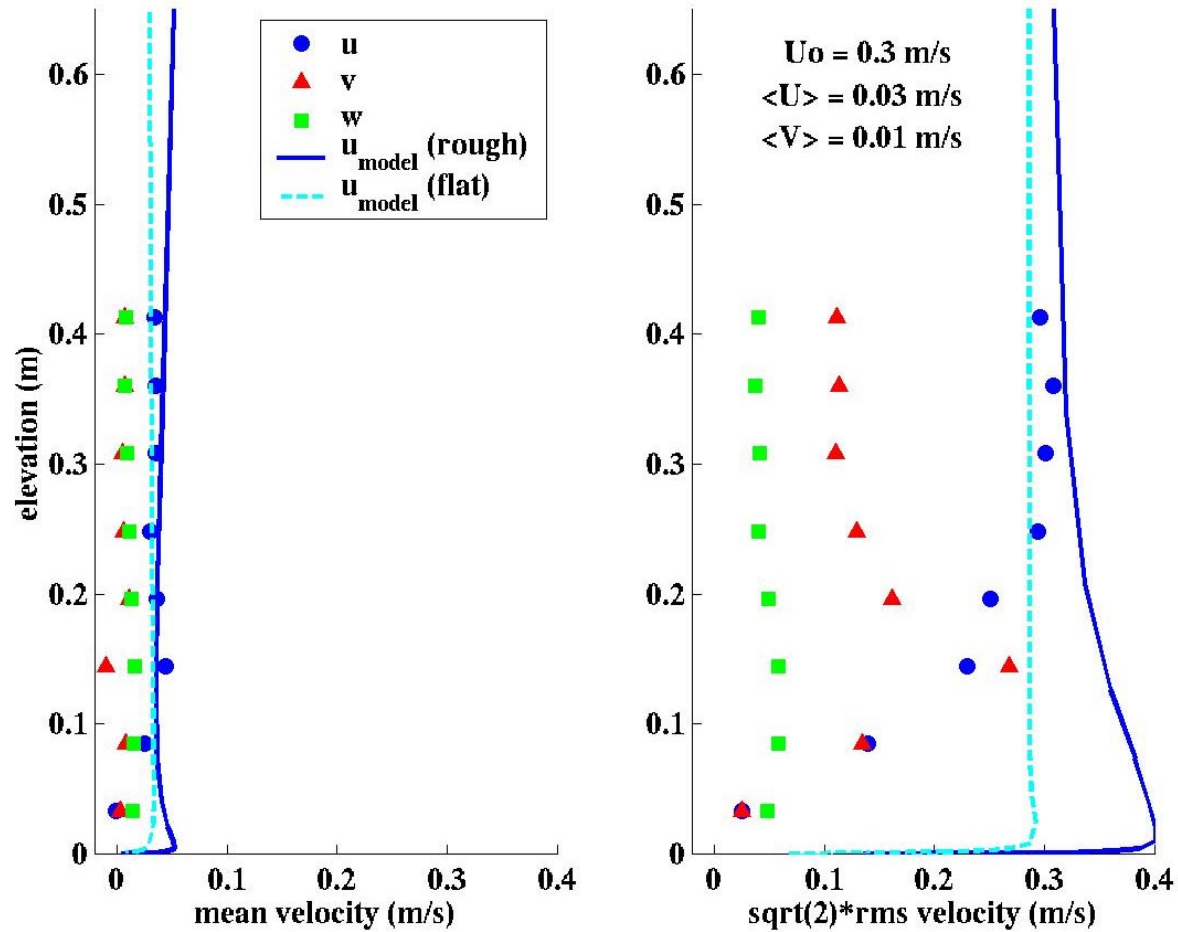 0.6
0.5
0.4
0.3
0.2
0.1
0
elevation (m)
0 0.1 0.2 0.3 0.4
mean velocity (m/s)
u
v
w
u_model (rough)
u_model (flat)
0.6
0.5
0.4
0.3
0.2
0.1
0
Uo = 0.3 m/s
<U> = 0.03 m/s
<V> = 0.01 m/s
0 0.1 0.2 0.3 0.4
sqrt(2)*rms velocity (m/s)